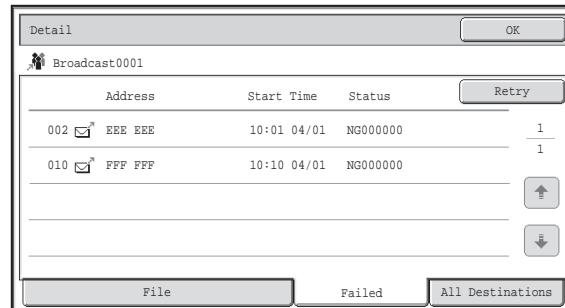 Detail OK
Broadcast0001
Address Start Time Status Retry
002 EEE EEE 10:01 04/01 NG000000 1
1
010 FFF FFF 10:10 04/01 NG000000
File Failed All Destinations